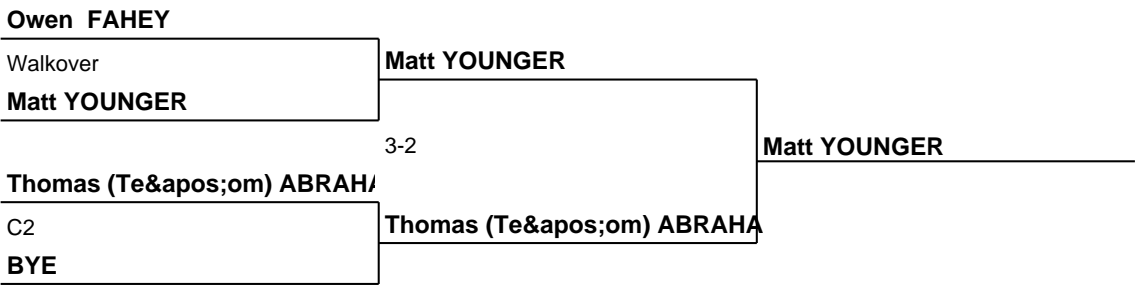 Owen FAHEY
Walkover
Matt YOUNGER
Matt YOUNGER
3-2
Matt YOUNGER
Thomas (Te&apos;om) ABRAHA
C2
Thomas (Te&apos;om) ABRAHA
BYE